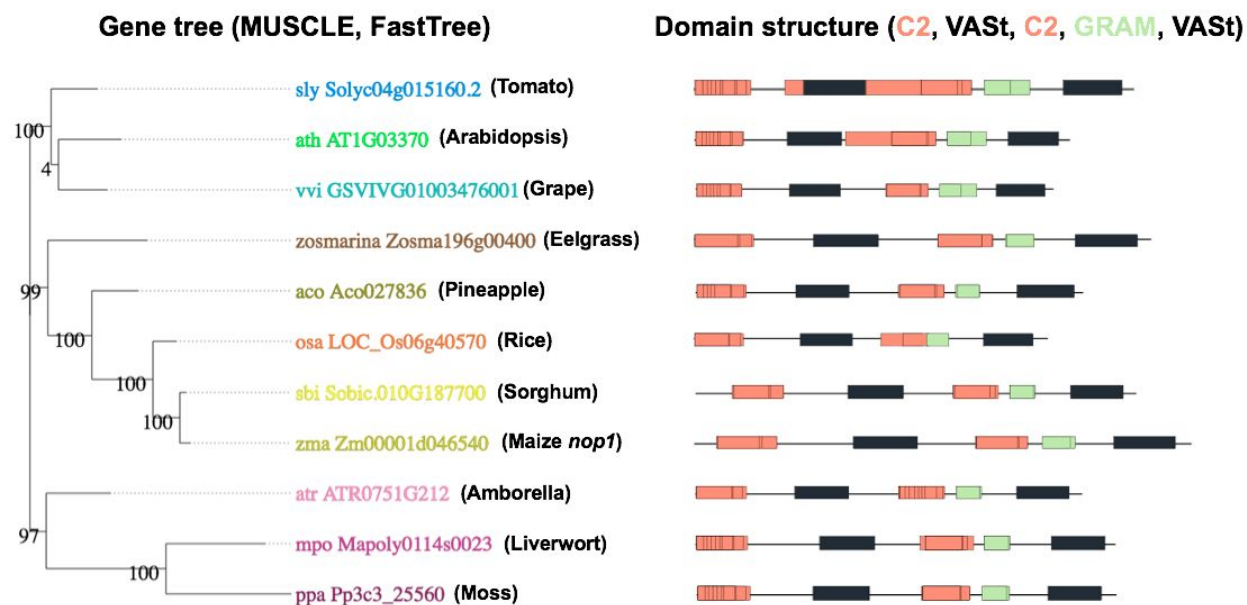 Gene tree (MUSCLE, FastTree)
Domain structure (C2, VASt, C2, GRAM, VASt)
sly Solyc04g015160.2 (Tomato)
100
ath AT1G03370 (Arabidopsis)
4
vvi GSVIVG01003476001 (Grape)
zosmarina Zosma196g00400 (Eelgrass)
99
aco Aco027836 (Pineapple)
100
osa LOC_Os06g40570 (Rice)
100
sbi Sobic.010G187700 (Sorghum)
100
zma Zm00001d046540 (Maize nop1)
atr ATR0751G212 (Amborella)
97
mpo Mapoly0114s0023 (Liverwort)
100
ppa Pp3c3_25560 (Moss)